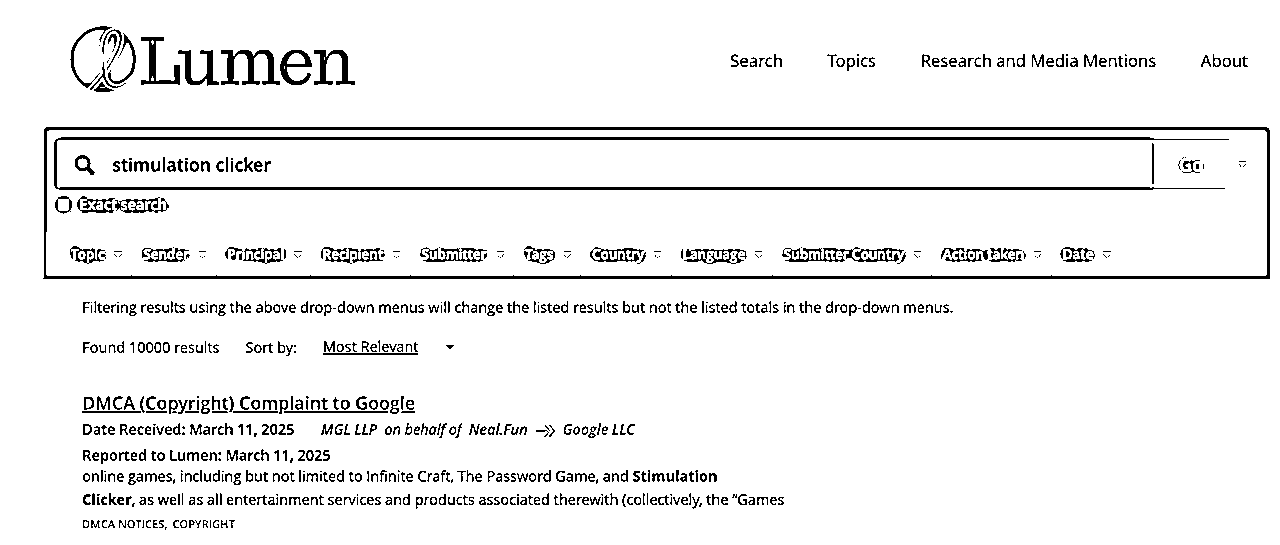 Lumen
Search Topics Research and Media Mentions About
stimulation clicker Go
Exact search
Topic Sender Principal Recipient Submitter Tags Country Language Submitter Country Action taken Date
Filtering results using the above drop-down menus will change the listed results but not the listed totals in the drop-down menus.
Found 10000 results Sort by: Most Relevant
DMCA (Copyright) Complaint to Google
Date Received: March 11, 2025 MGL LLP on behalf of Neal.Fun → Google LLC
Reported to Lumen: March 11, 2025
online games, including but not limited to Infinite Craft, The Password Game, and Stimulation
Clicker, as well as all entertainment services and products associated therewith (collectively, the “Games
DMCA NOTICES, COPYRIGHT